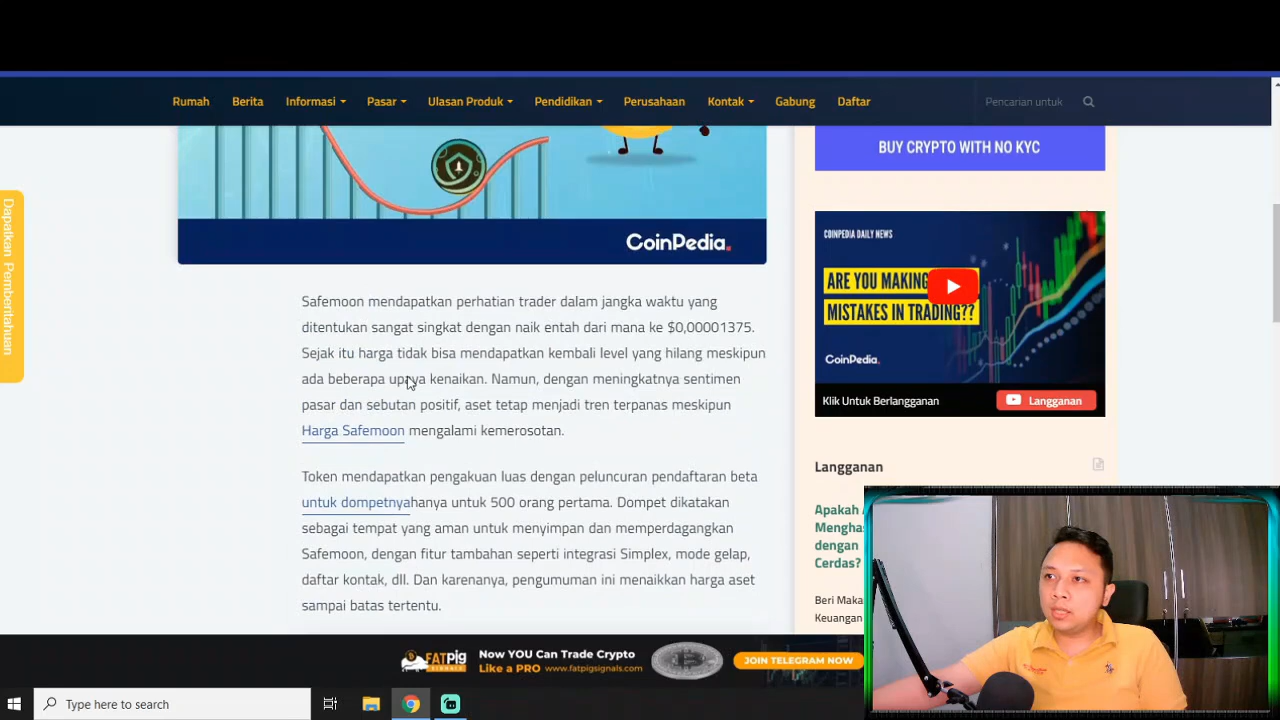 Rumah Berita Informasi Pasar Ulasan Produk Pendidikan Perusahaan Kontak Gabung Daftar Pencarian untuk
Dapatkan Pemberitahuan
CoinPedia.
Safemoon mendapatkan perhatian trader dalam jangka waktu yang
ditentukan sangat singkat dengan naik entah dari mana ke $0,00001375.
Sejak itu harga tidak bisa mendapatkan kembali level yang hilang meskipun
ada beberapa upaya kenaikan. Namun, dengan meningkatnya sentimen
pasar dan sebutan positif, aset tetap menjadi tren terpanas meskipun
Harga Safemoon mengalami kemerosotan.
Token mendapatkan pengakuan luas dengan peluncuran pendaftaran beta
untuk dompetnyahanya untuk 500 orang pertama. Dompet dikatakan
sebagai tempat yang aman untuk menyimpan dan memperdagangkan
Safemoon, dengan fitur tambahan seperti integrasi Simplex, mode gelap,
daftar kontak, dll. Dan karenanya, pengumuman ini menaikkan harga aset
sampai batas tertentu.
BUY CRYPTO WITH NO KYC
COINPEDIA DAILY NEWS
ARE YOU MAKING
MISTAKES IN TRADING??
CoinPedia.
Klik Untuk Berlangganan Langganan
Langganan
Apakah
Menghas
dengan
Cerdas?
Beri Maka
Keuangan
FATPIG
SIGNALS
Now YOU Can Trade Crypto
Like a PRO www.fatpigsignals.com
JOIN TELEGRAM NOW
Type here to search